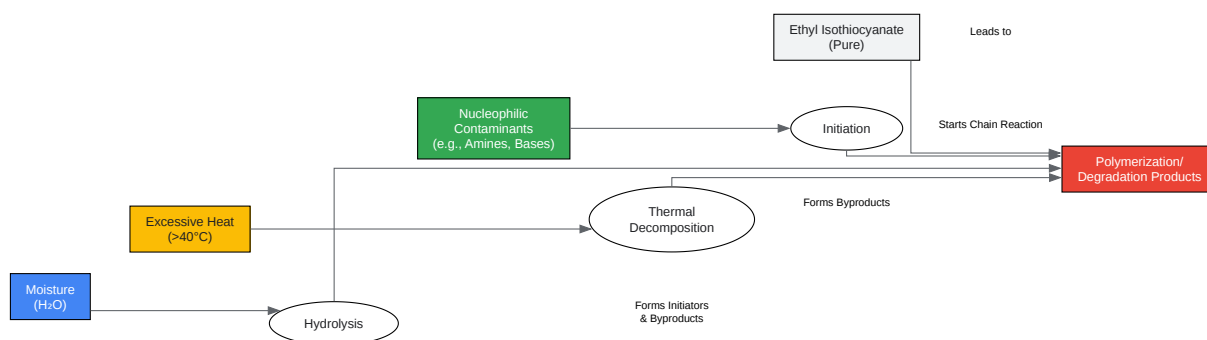 Ethyl Isothiocyanate
(Pure)
Leads to
Nucleophilic
Contaminants
(e.g., Amines, Bases)
Initiation
Starts Chain Reaction
Polymerization/
Degradation Products
Thermal
Decomposition
Forms Byproducts
Excessive Heat
(>40°C)
Moisture
(H₂O)
Hydrolysis
Forms Initiators
& Byproducts